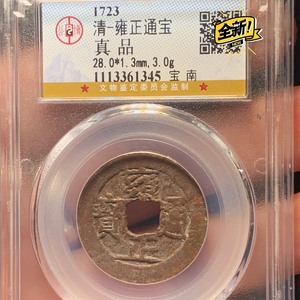 1723
全新!
清-雍正通宝
真品
28.0*1.3mm,3.0g
1113361345 宝南
★ 文物鉴定委员会监制 ★
雍
正
通
寶